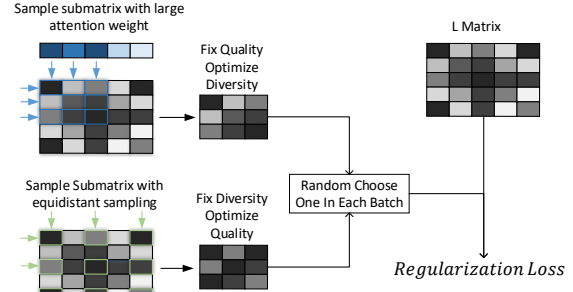 Sample submatrix with large
attention weight
Fix Quality
Optimize
Diversity
L Matrix
Random Choose
One In Each Batch
Sample Submatrix with
equidistant sampling
Fix Diversity
Optimize
Quality
Regularization Loss